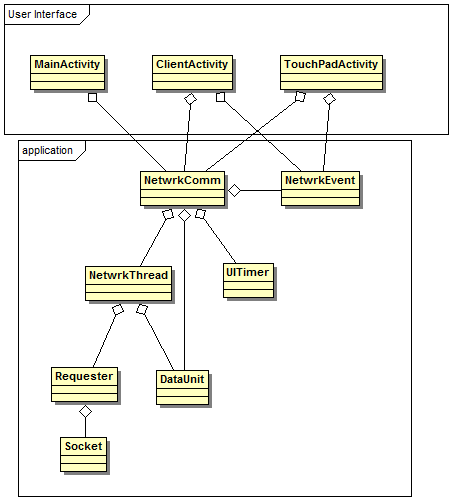 User Interface
MainActivity
ClientActivity
TouchPadActivity
application
NetwrkComm
NetwrkEvent
NetwrkThread
UITimer
Requester
DataUnit
Socket